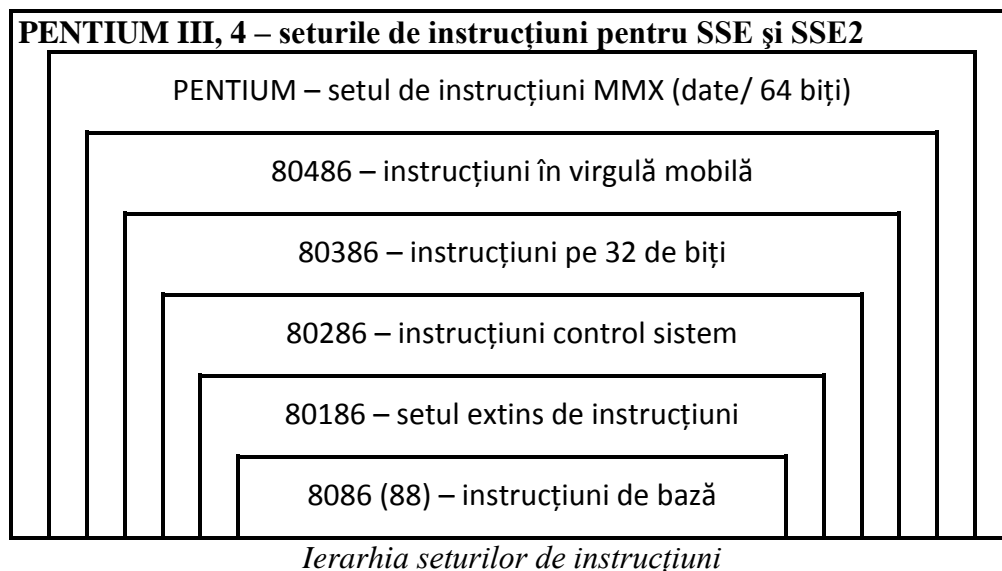 PENTIUM III, 4 – seturile de instrucțiuni pentru SSE şi SSE2
PENTIUM – setul de instrucțiuni MMX (date/ 64 biți)
80486 – instrucțiuni în virgulă mobilă
80386 – instrucțiuni pe 32 de biți
80286 – instrucțiuni control sistem
80186 – setul extins de instrucțiuni
8086 (88) – instrucțiuni de bază
Ierarhia seturilor de instrucțiuni